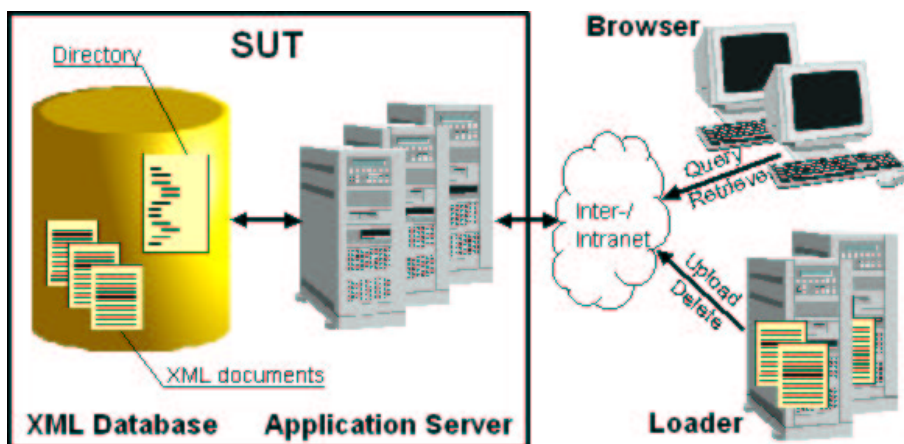 SUT
Directory
XML documents
XML Database
Application Server
Inter-/
Intranet
Browser
Query
Retrieve
Upload
Delete
Loader